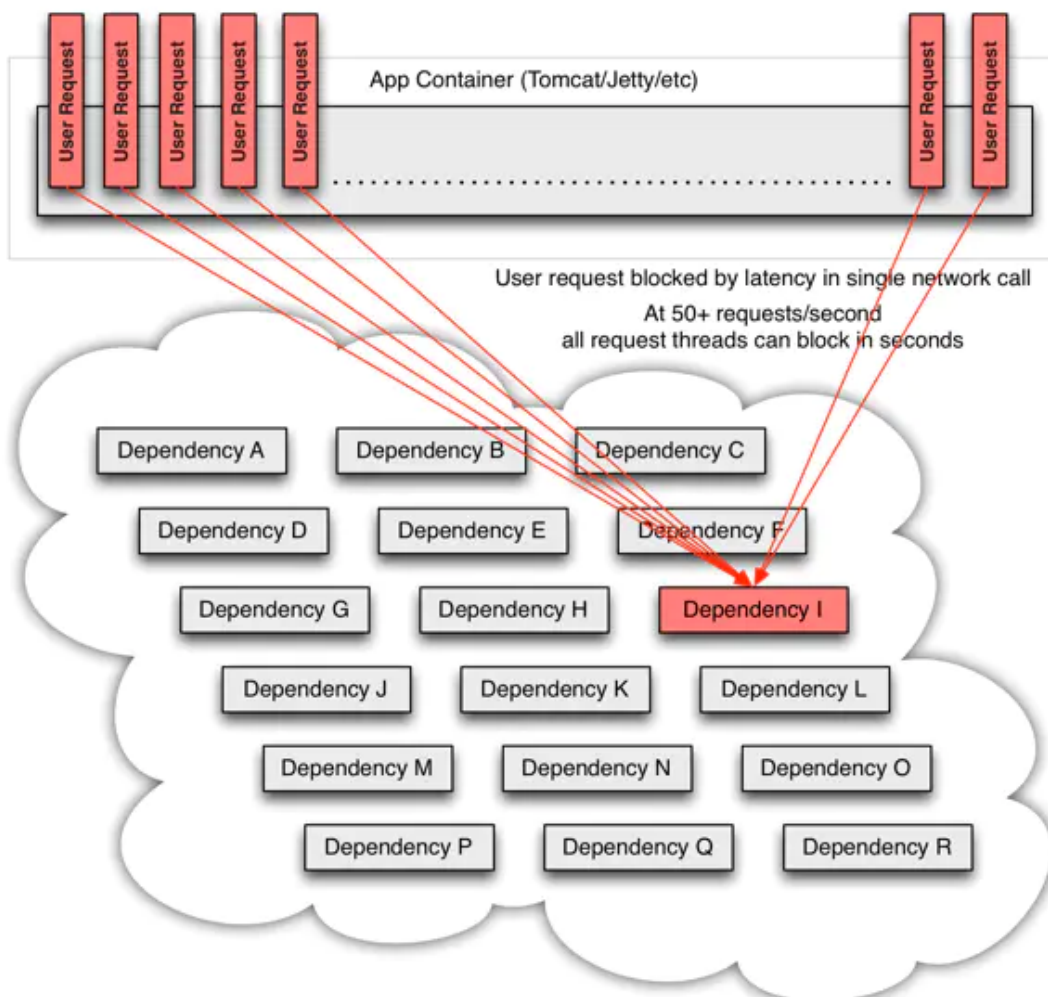 User Request
User Request
User Request
User Request
User Request
User Request
User Request
App Container (Tomcat/Jetty/etc)
User request blocked by latency in single network call
At 50+ requests/second
all request threads can block in seconds
Dependency A
Dependency B
Dependency C
Dependency D
Dependency E
Dependency F
Dependency G
Dependency H
Dependency I
Dependency J
Dependency K
Dependency L
Dependency M
Dependency N
Dependency O
Dependency P
Dependency Q
Dependency R